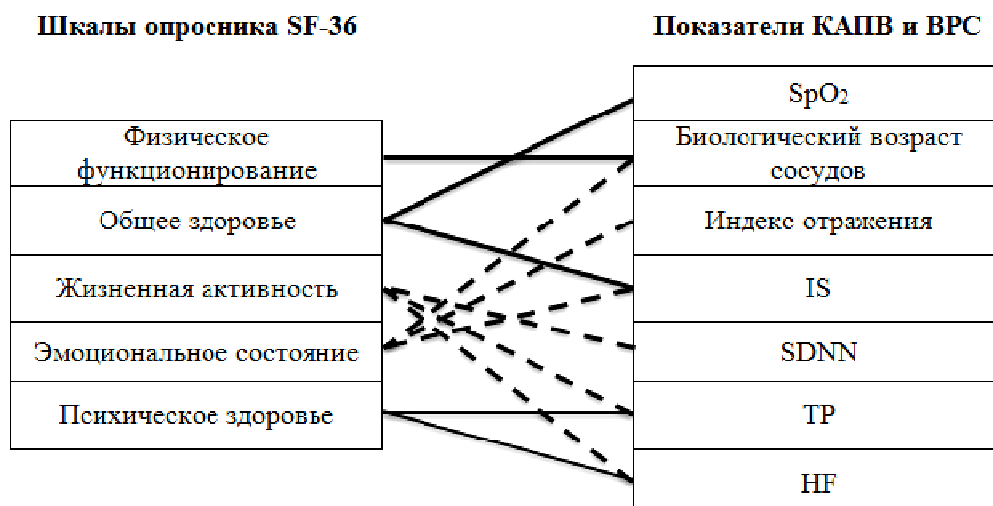 Шкалы опросника SF-36
Показатели КАПВ и ВРС
Физическое
функционирование
Общее здоровье
Жизненная активность
Эмоциональное состояние
Психическое здоровье
SpO₂
Биологический возраст
сосудов
Индекс отражения
IS
SDNN
TP
HF